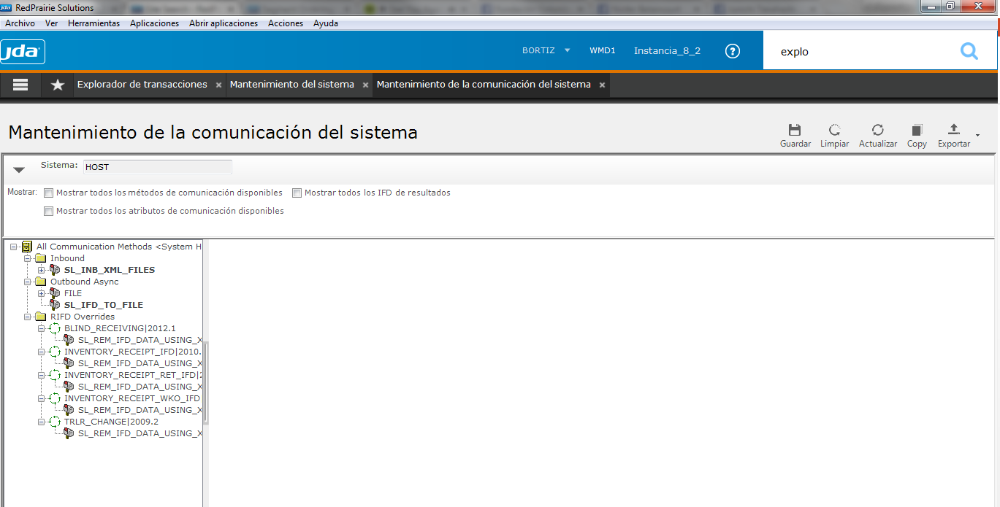 jda RedPrairie Solutions
Archivo Ver Herramientas Aplicaciones Abrir aplicaciones Acciones Ayuda
jda BORTIZ WMD1 Instancia_8_2 ? explo
Explorador de transacciones × Mantenimiento del sistema × Mantenimiento de la comunicación del sistema ×
Mantenimiento de la comunicación del sistema
Guardar Limpiar Actualizar Copy Exportar
Sistema: HOST
Mostrar: Mostrar todos los métodos de comunicación disponibles Mostrar todos los IFD de resultados
Mostrar todos los atributos de comunicación disponibles
All Communication Methods <System H
Inbound
SL_INB_XML_FILES
Outbound Async
FILE
SL_IFD_TO_FILE
RIFD Overrides
BLIND_RECEIVING|2012.1
SL_REM_IFD_DATA_USING_X
INVENTORY_RECEIPT_IFD|2010.
SL_REM_IFD_DATA_USING_X
INVENTORY_RECEIPT_RET_IFD|2
SL_REM_IFD_DATA_USING_X
INVENTORY_RECEIPT_WKO_IFD
SL_REM_IFD_DATA_USING_X
TRLR_CHANGE|2009.2
SL_REM_IFD_DATA_USING_X